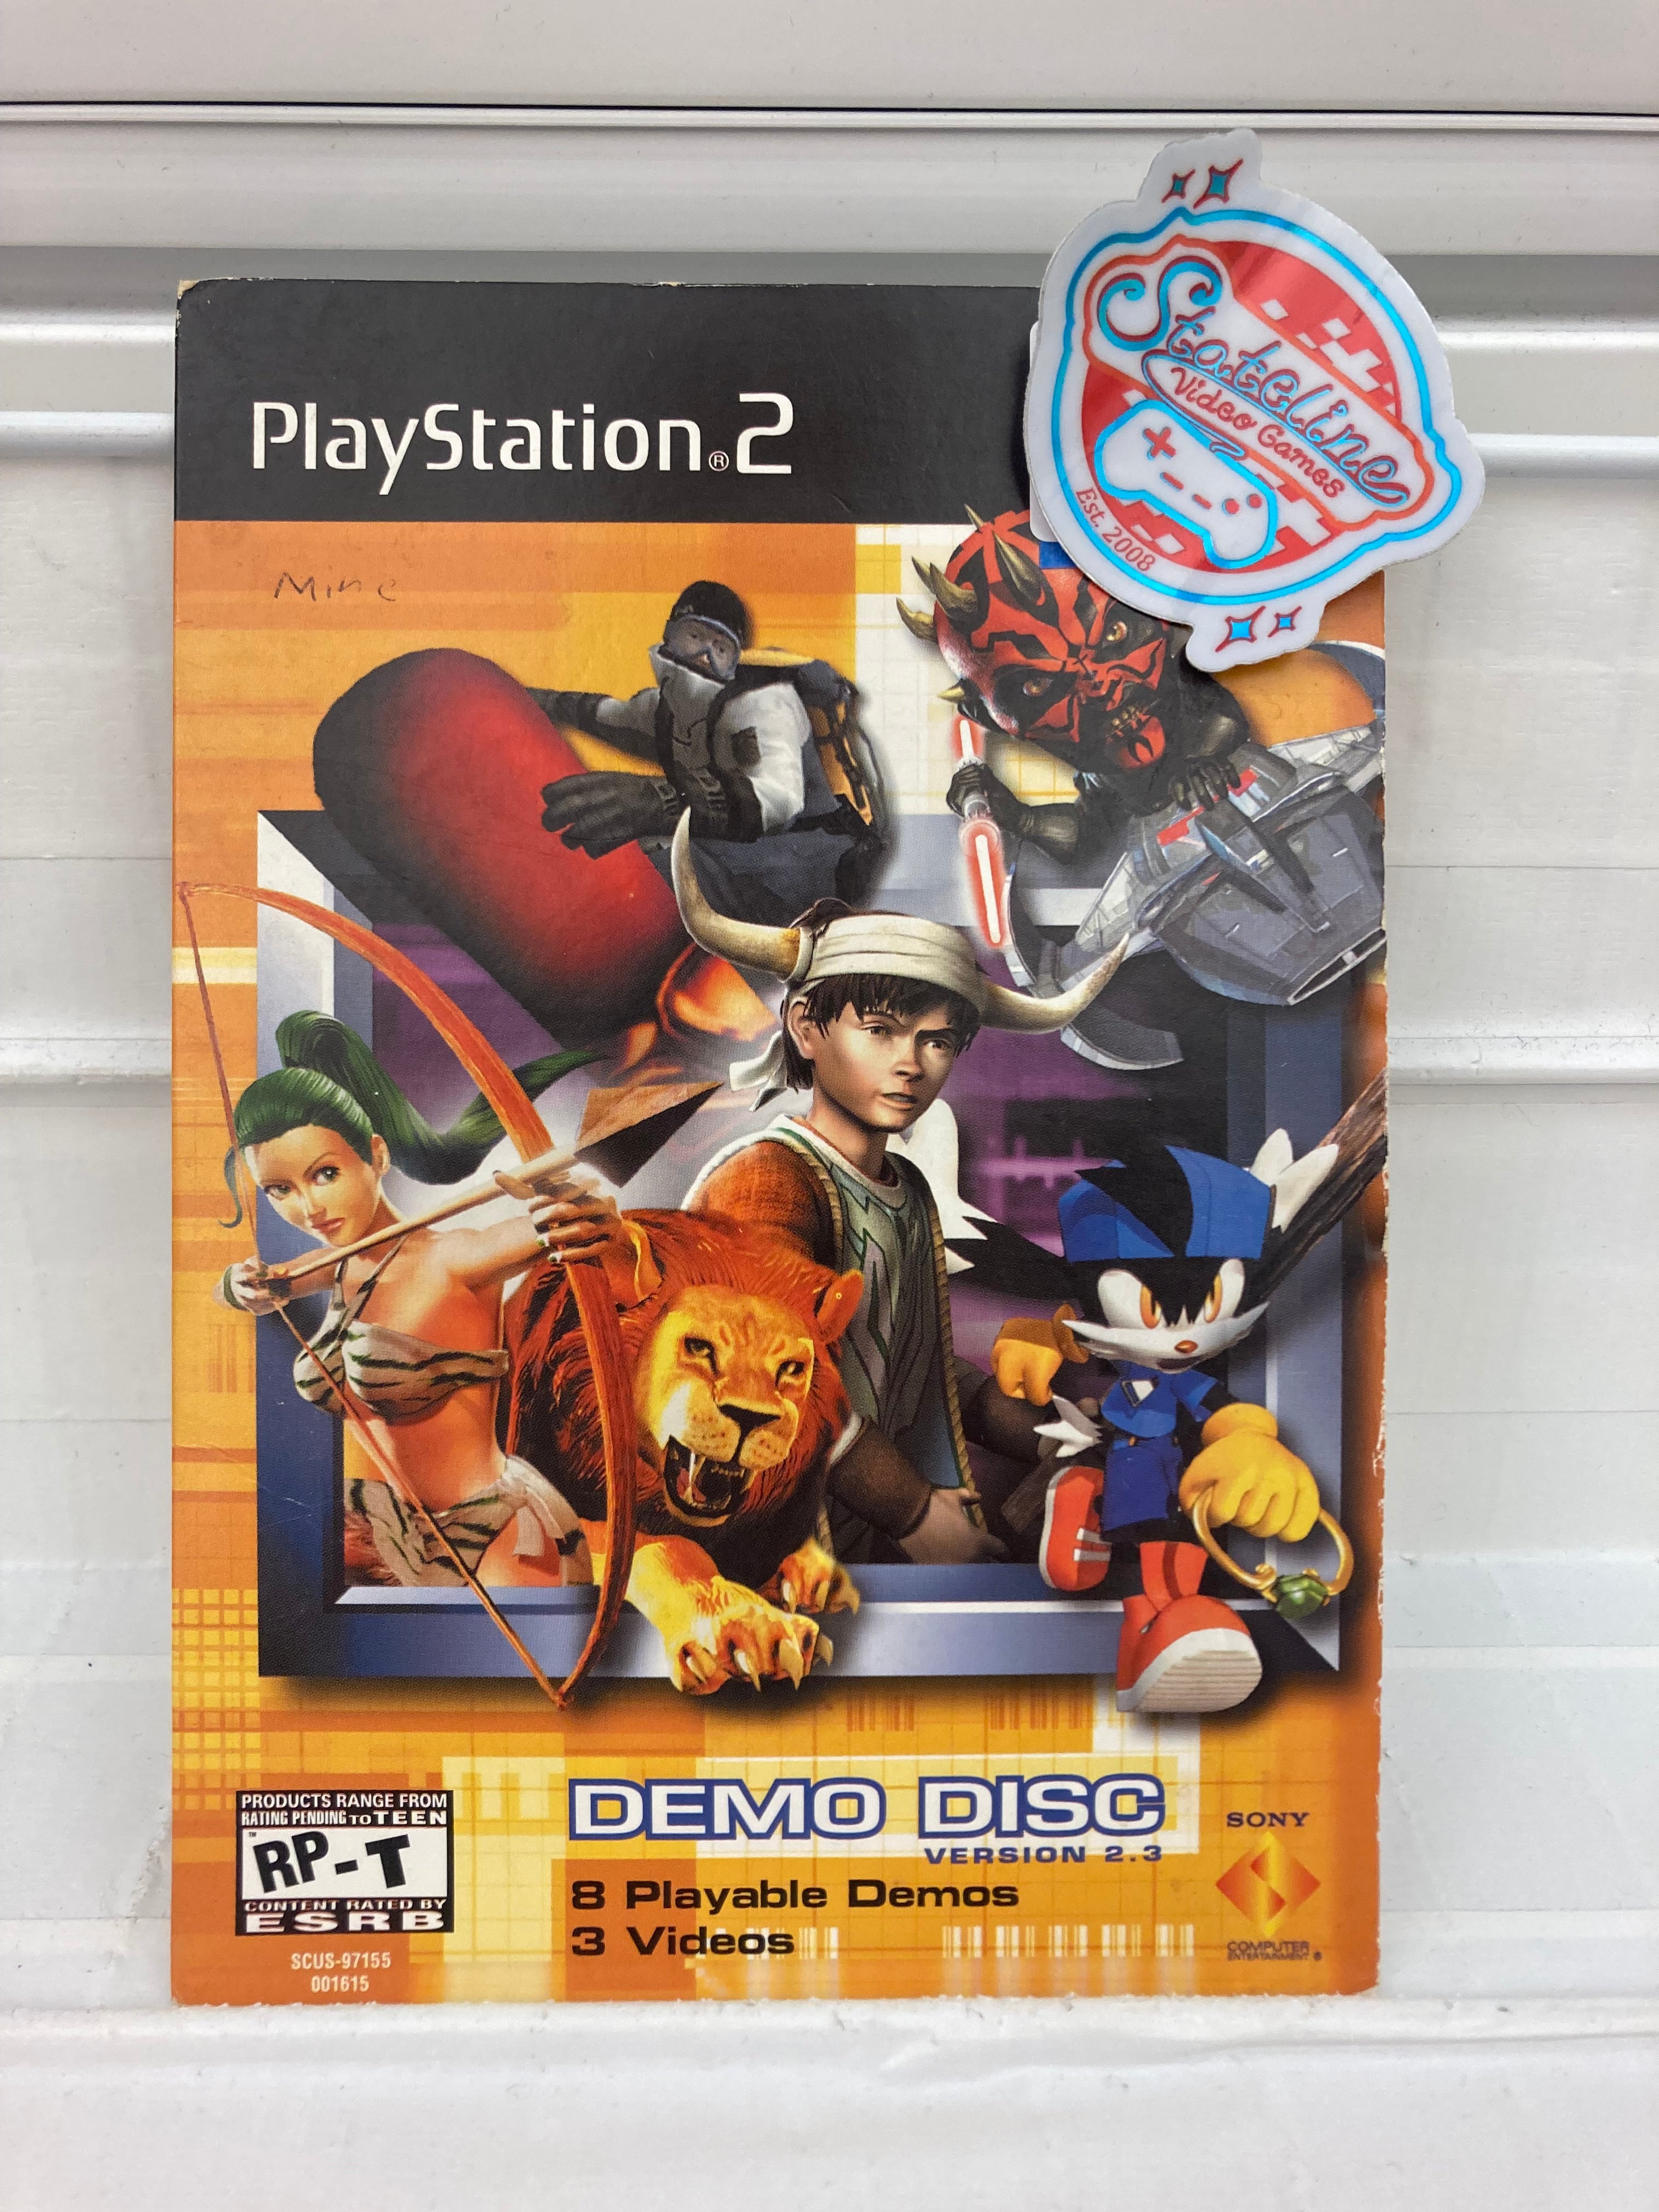 PlayStation®2
Stateline
Video Games
Est. 2008
Mine
PRODUCTS RANGE FROM
RATING PENDING TO TEEN
RP-T
CONTENT RATED BY
ESRB
SCUS-97155
001615
DEMO DISC
VERSION 2.3
8 Playable Demos
3 Videos
SONY
COMPUTER
ENTERTAINMENT®